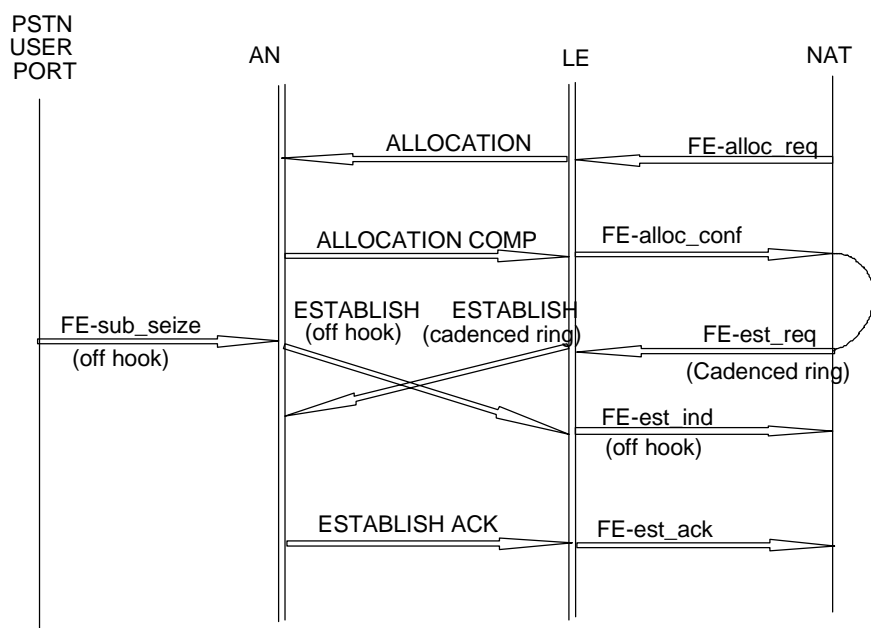 PSTN
USER
PORT
AN
LE
NAT
ALLOCATION
FE-alloc_req
ALLOCATION COMP
FE-alloc_conf
FE-sub_seize
(off hook)
ESTABLISH
(off hook)
ESTABLISH
(cadenced ring)
FE-est_req
(Cadenced ring)
FE-est_ind
(off hook)
ESTABLISH ACK
FE-est_ack